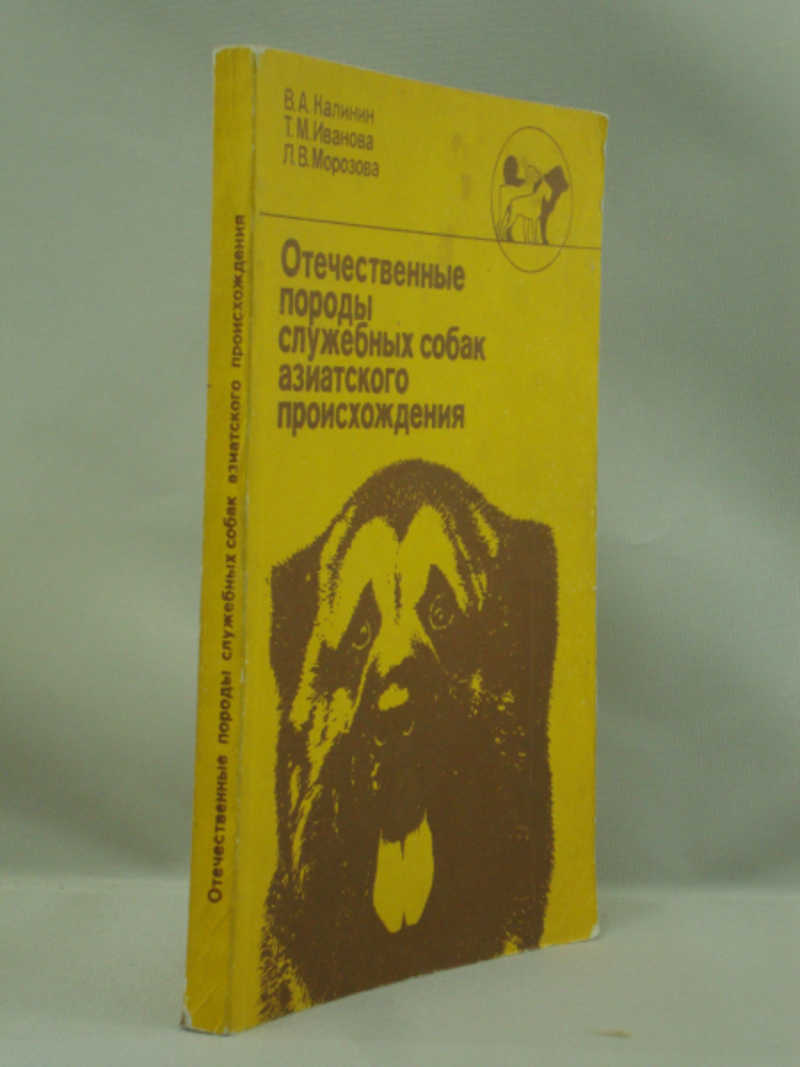 В.А.Калинин
Т.М.Иванова
Л.В.Морозова
Отечественные
породы
служебных собак
азиатского
происхождения
Отечественные породы служебных собак азиатского происхождения